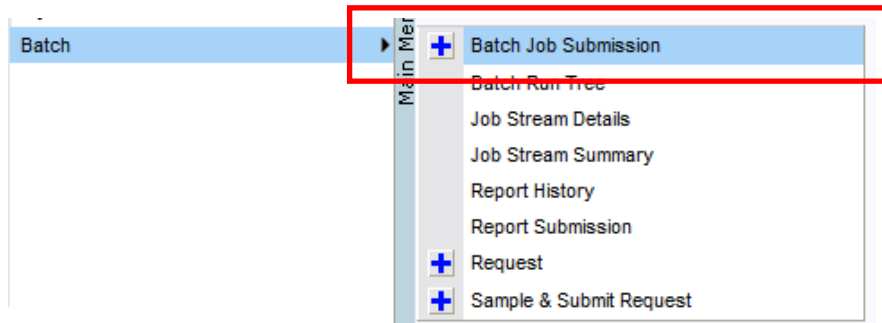 Batch
Main Mer
Batch Job Submission
Batch Run Tree
Job Stream Details
Job Stream Summary
Report History
Report Submission
Request
Sample & Submit Request